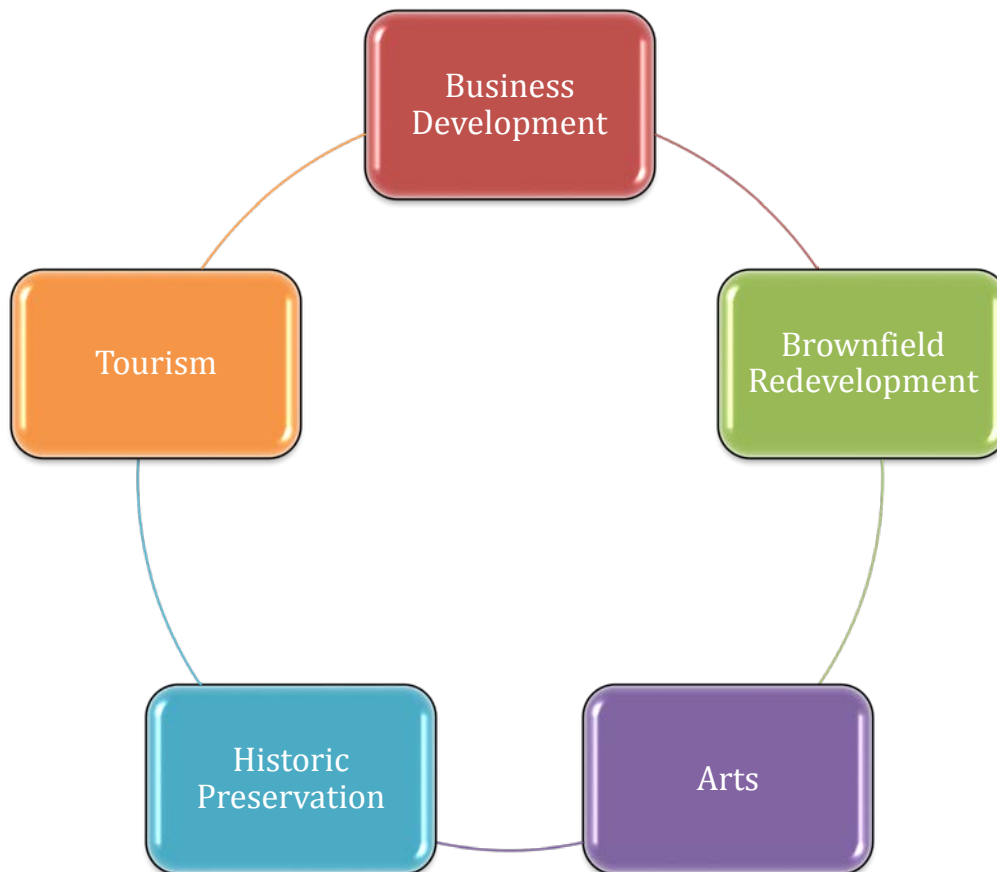 Business
Development
Brownfield
Redevelopment
Arts
Historic
Preservation
Tourism